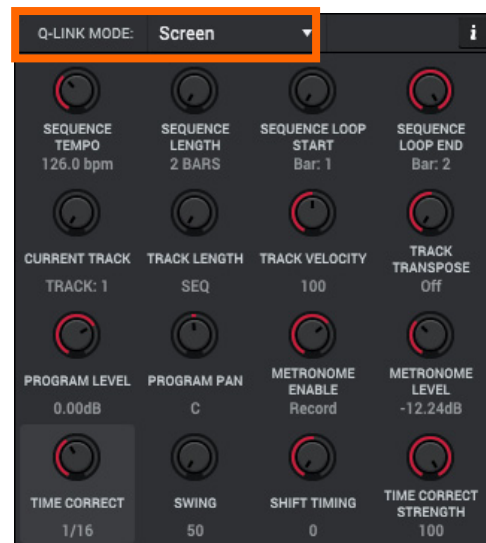 Q-LINK MODE: Screen i
SEQUENCE TEMPO
126.0 bpm
SEQUENCE LENGTH
2 BARS
SEQUENCE LOOP START
Bar: 1
SEQUENCE LOOP END
Bar: 2
CURRENT TRACK
TRACK: 1
TRACK LENGTH
SEQ
TRACK VELOCITY
100
TRACK TRANSPOSE
Off
PROGRAM LEVEL
0.00dB
PROGRAM PAN
C
METRONOME ENABLE
Record
METRONOME LEVEL
-12.24dB
TIME CORRECT
1/16
SWING
50
SHIFT TIMING
0
TIME CORRECT STRENGTH
100